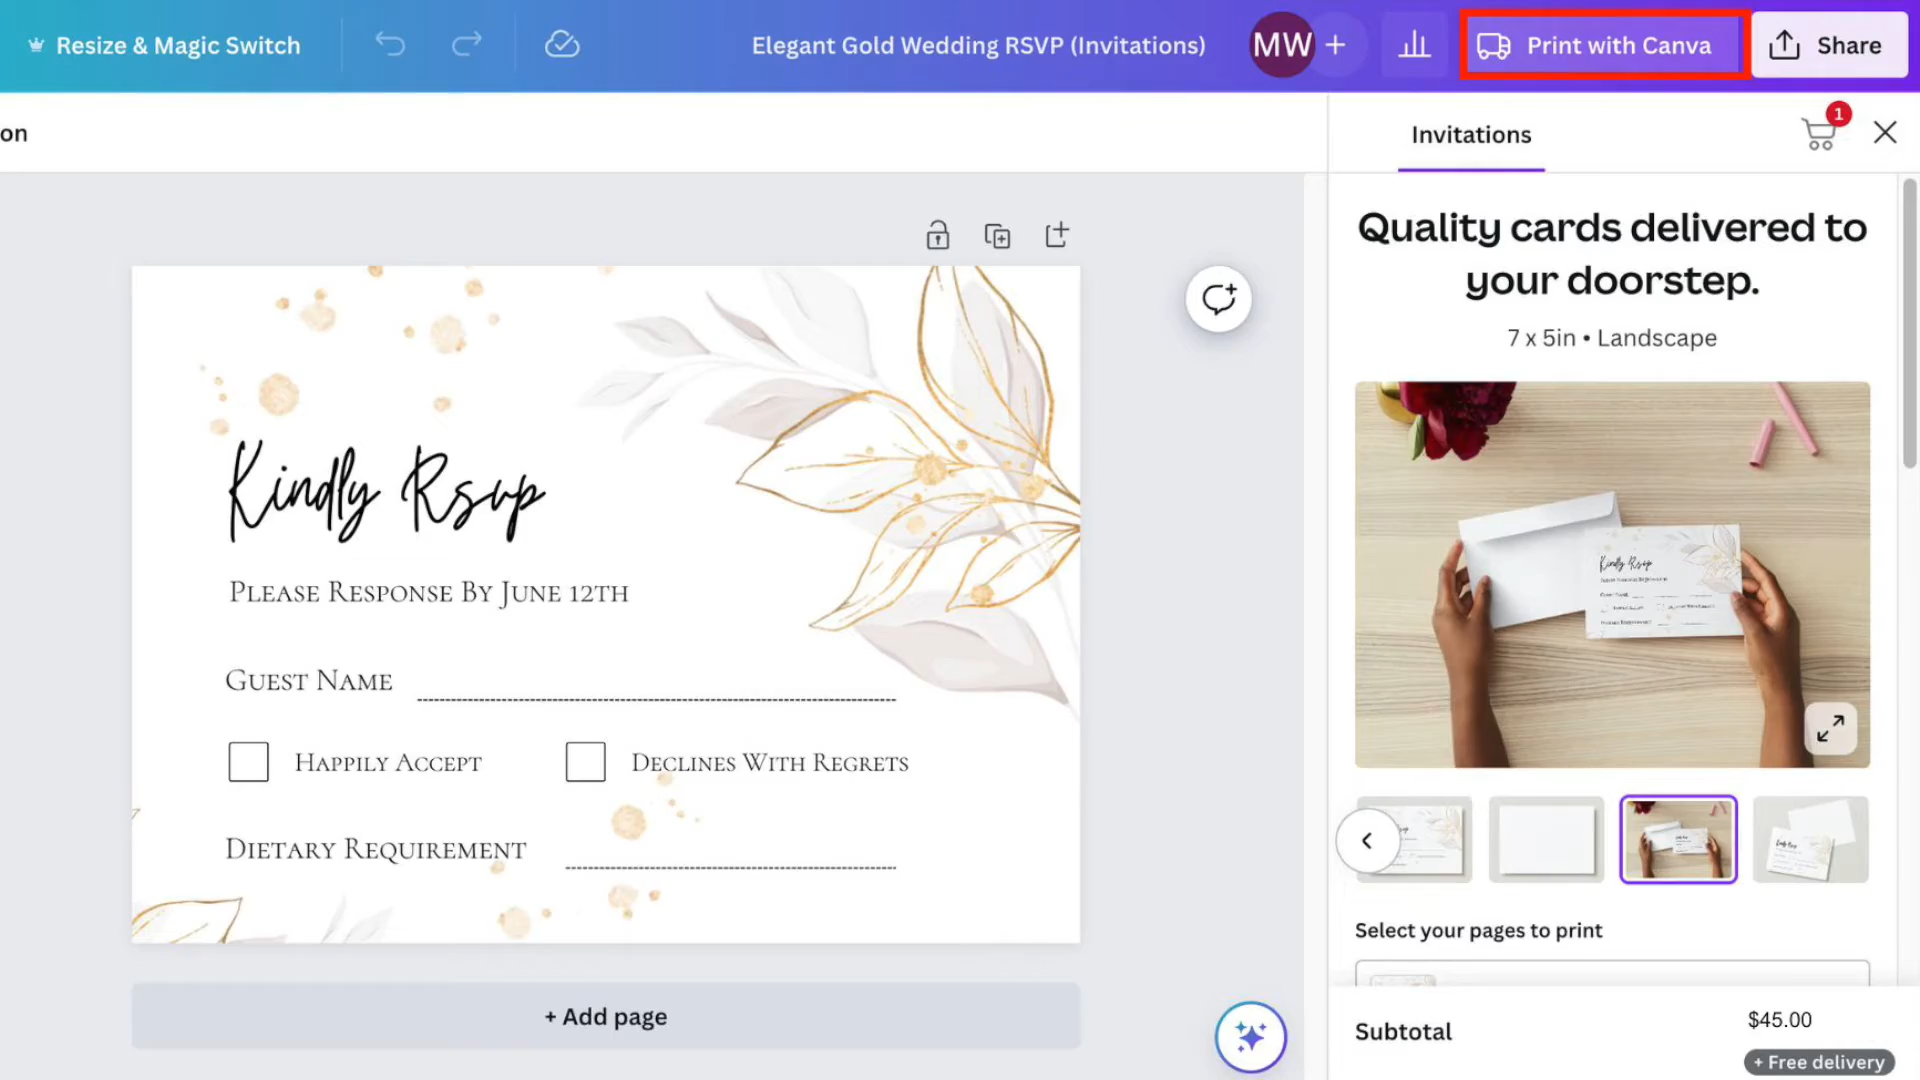 Resize & Magic Switch
Elegant Gold Wedding RSVP (Invitations)
MW
Print with Canva
Share
on
Invitations
1
Quality cards delivered to
your doorstep.
7 x 5in • Landscape
Kindly Rsvp
Please Response By June 12th
Guest Name
Happily Accept
Declines With Regrets
Dietary Requirement
+ Add page
Kindly Rsvp
Select your pages to print
Subtotal
$45.00
+ Free delivery